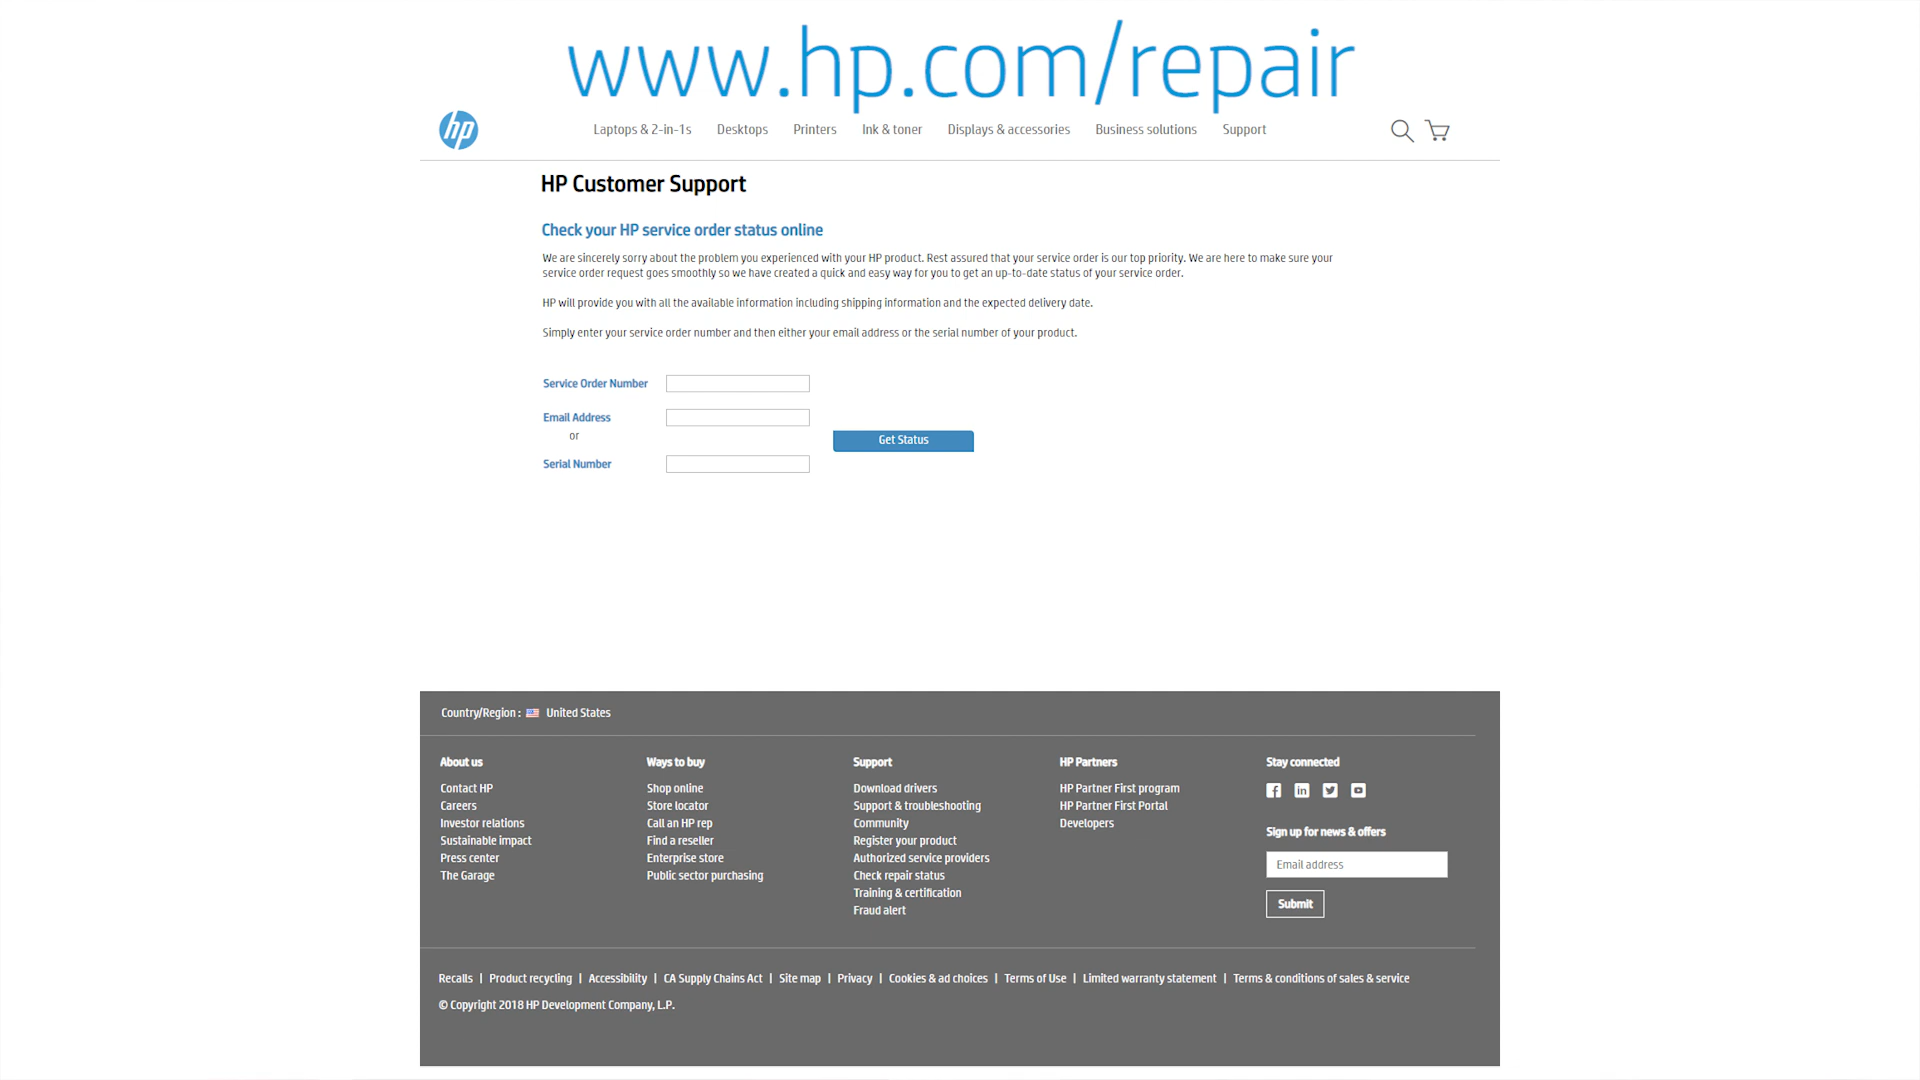 www.hp.com/repair
hp
Laptops & 2-in-1s Desktops Printers Ink & toner Displays & accessories Business solutions Support
HP Customer Support
Check your HP service order status online
We are sincerely sorry about the problem you experienced with your HP product. Rest assured that your service order is our top priority. We are here to make sure your
service order request goes smoothly so we have created a quick and easy way for you to get an up-to-date status of your service order.
HP will provide you with all the available information including shipping information and the expected delivery date.
Simply enter your service order number and then either your email address or the serial number of your product.
Service Order Number
Email Address
or
Get Status
Serial Number
Country/Region : United States
About us
Contact HP
Careers
Investor relations
Sustainable impact
Press center
The Garage
Ways to buy
Shop online
Store locator
Call an HP rep
Find a reseller
Enterprise store
Public sector purchasing
Support
Download drivers
Support & troubleshooting
Community
Register your product
Authorized service providers
Check repair status
Training & certification
Fraud alert
HP Partners
HP Partner First program
HP Partner First Portal
Developers
Stay connected
Sign up for news & offers
Email address
Submit
Recalls | Product recycling | Accessibility | CA Supply Chains Act | Site map | Privacy | Cookies & ad choices | Terms of Use | Limited warranty statement | Terms & conditions of sales & service
© Copyright 2018 HP Development Company, L.P.